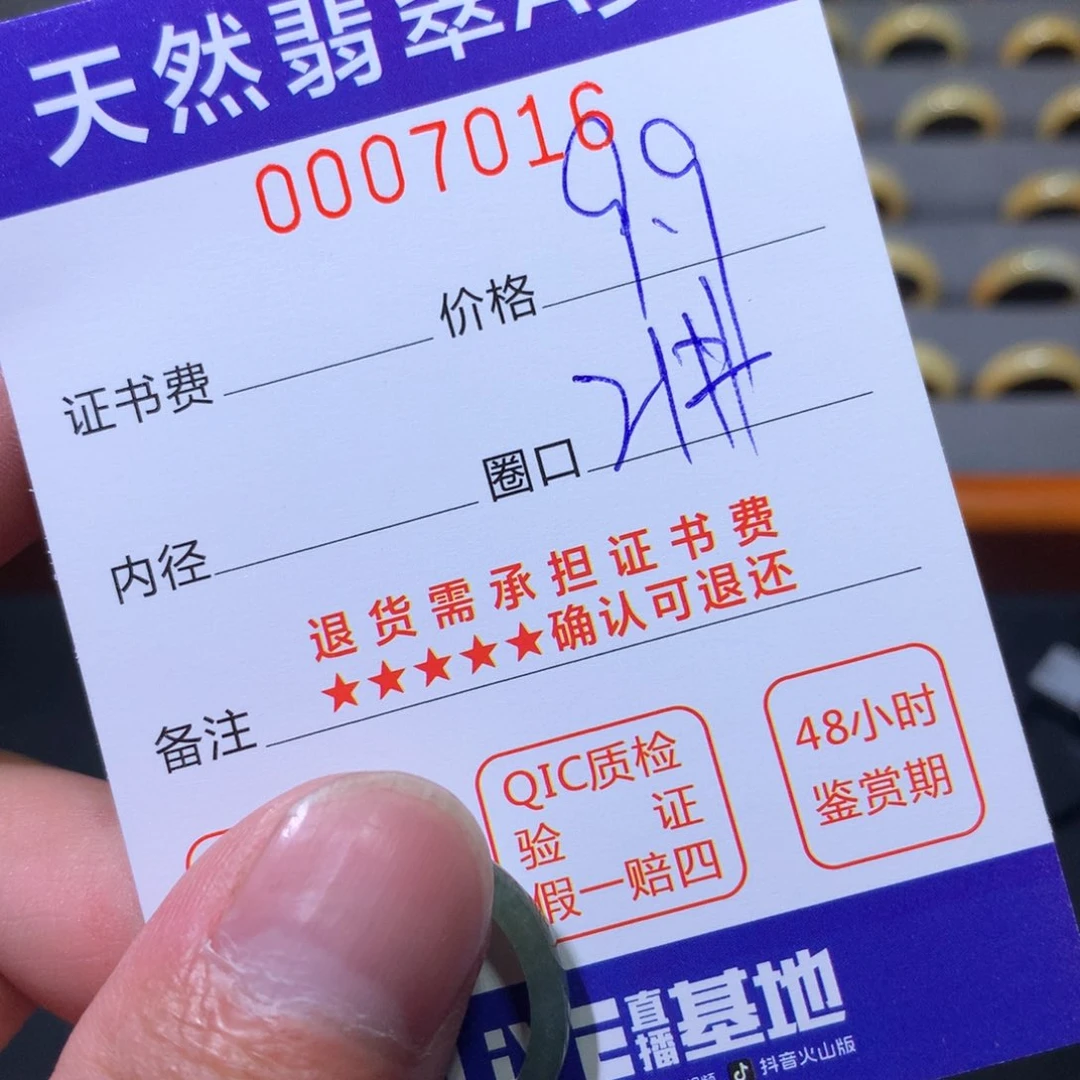 天然翡翠A
0007016
9.9
价格
证书费
圈口
内径
退货需承担证书费
★★★★★确认可退还
备注
QIC质检
验证
假一赔四
48小时
鉴赏期
直播基地
抖音火山版